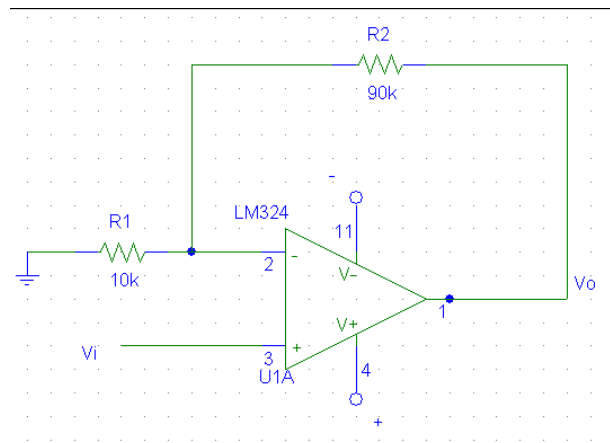 R2
90k
-
LM324
R1
11
2
-
V-
10k
1
Vo
V+
Vi
3
+
U1A
4
+